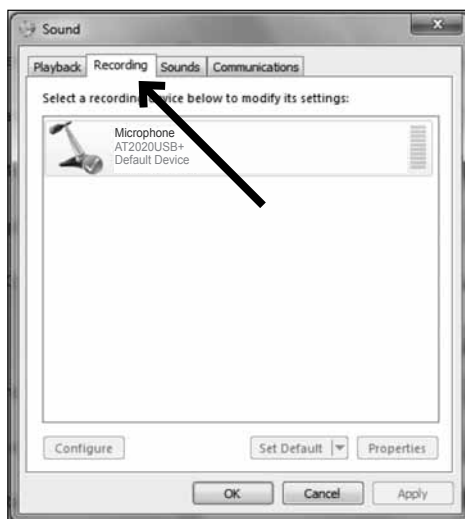 Sound
Playback Recording Sounds Communications
Select a recording device below to modify its settings:
Microphone
AT2020USB+
Default Device
Configure Set Default Properties
OK Cancel Apply